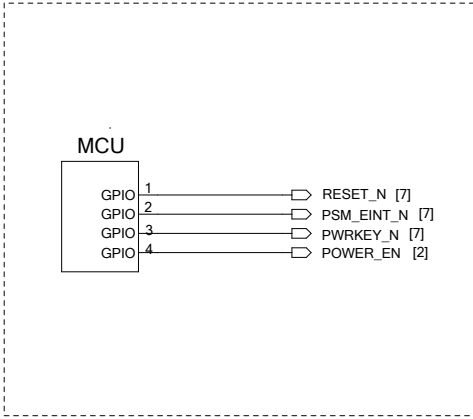 MCU
GPIO 1 RESET_N [7]
GPIO 2 PSM_EINT_N [7]
GPIO 3 PWRKEY_N [7]
GPIO 4 POWER_EN [2]